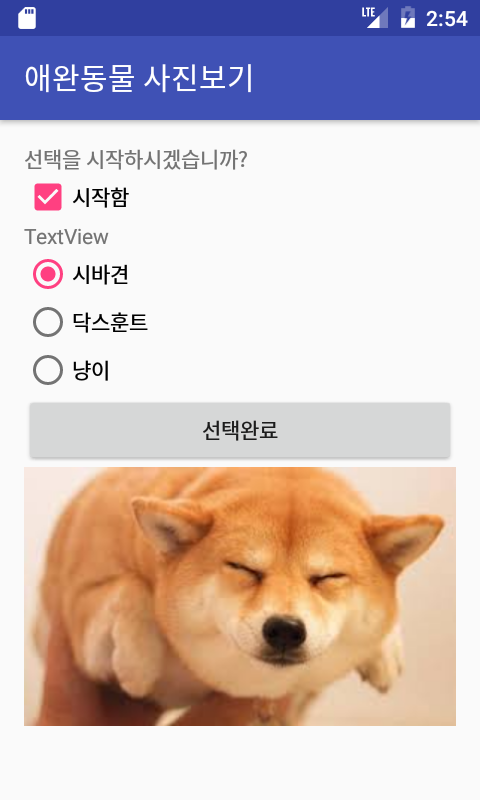 LTE 2:54
애완동물 사진보기
선택을 시작하시겠습니까?
시작함
TextView
시바견
닥스훈트
냥이
선택완료